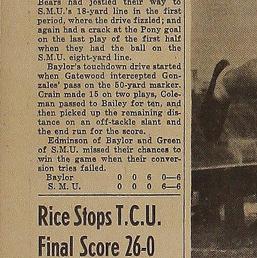 Bears had jostled their way to
S.M.U.'s 18-yard line in the first
period, where the drive fizzled; and
again had a crack at the Pony goal
on the last play of the first half
when they had the ball on the
S.M.U. eight-yard line.
Baylor's touchdown drive started
when Gatewood intercepted Gon-
zales' pass on the 50-yard marker.
Crain made 15 on two plays, Cole-
man passed to Bailey for ten, and
then picked up the remaining dis-
tance on an off-tackle slant and
the end run for the score.
Edminson of Baylor and Green
of S.M.U. missed their chances to
win the game when their conver-
sion tries failed.
Baylor 0 0 6 0—6
S. M. U. 0 0 0 6—6
Rice Stops T.C.U.
Final Score 26-0